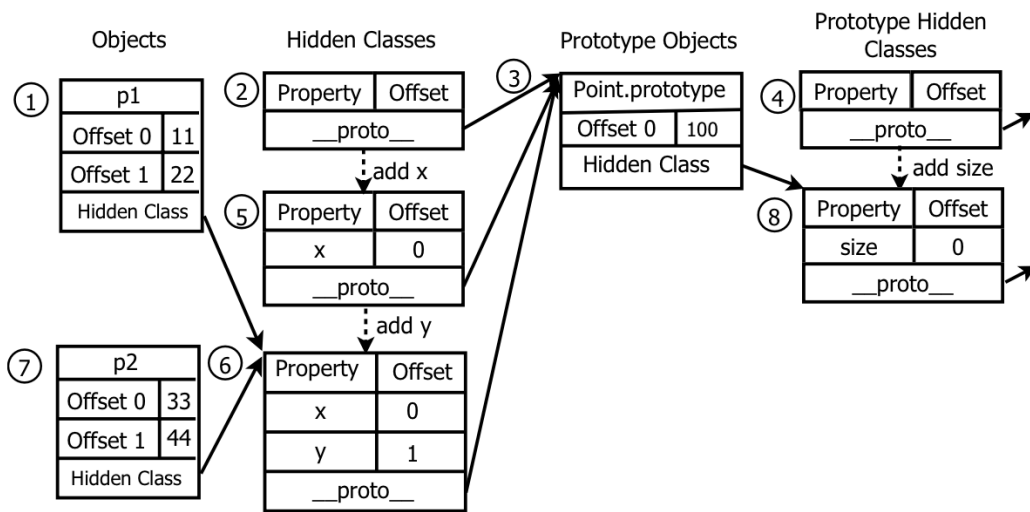 Objects
Hidden Classes
Prototype Objects
Prototype Hidden
Classes
1
p1
Offset 0 11
Offset 1 22
Hidden Class
2
Property Offset
__proto__
add x
3
Point.prototype
Offset 0 100
Hidden Class
4
Property Offset
__proto__
add size
5
Property Offset
x 0
__proto__
add y
8
Property Offset
size 0
__proto__
7
p2
Offset 0 33
Offset 1 44
Hidden Class
6
Property Offset
x 0
y 1
__proto__